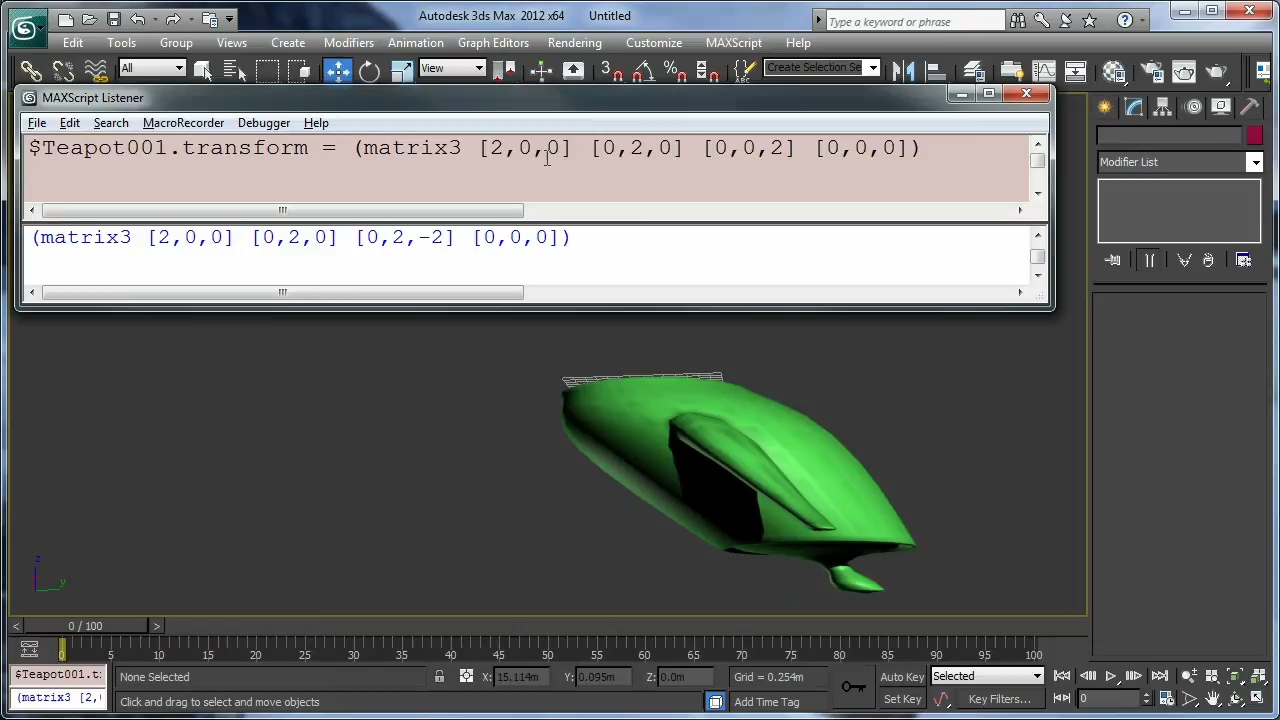 Autodesk 3ds Max 2012 x64 Untitled
Type a keyword or phrase
Edit Tools Group Views Create Modifiers Animation Graph Editors Rendering Customize MAXScript Help
All View 3 Create Selection Se
MAXScript Listener
File Edit Search MacroRecorder Debugger Help
$Teapot001.transform = (matrix3 [2,0,0] [0,2,0] [0,0,2] [0,0,0])
(matrix3 [2,0,0] [0,2,0] [0,2,-2] [0,0,0])
Modifier List
z
y
< 0 / 100 >
0 5 10 15 20 25 30 35 40 45 50 55 60 65 70 75 80 85 90 95 100
$Teapot001.t
(matrix3 [2,
None Selected X: 15.114m Y: 0.095m Z: 0.0m Grid = 0.254m Auto Key Selected
Click and drag to select and move objects Add Time Tag Set Key Key Filters... 0